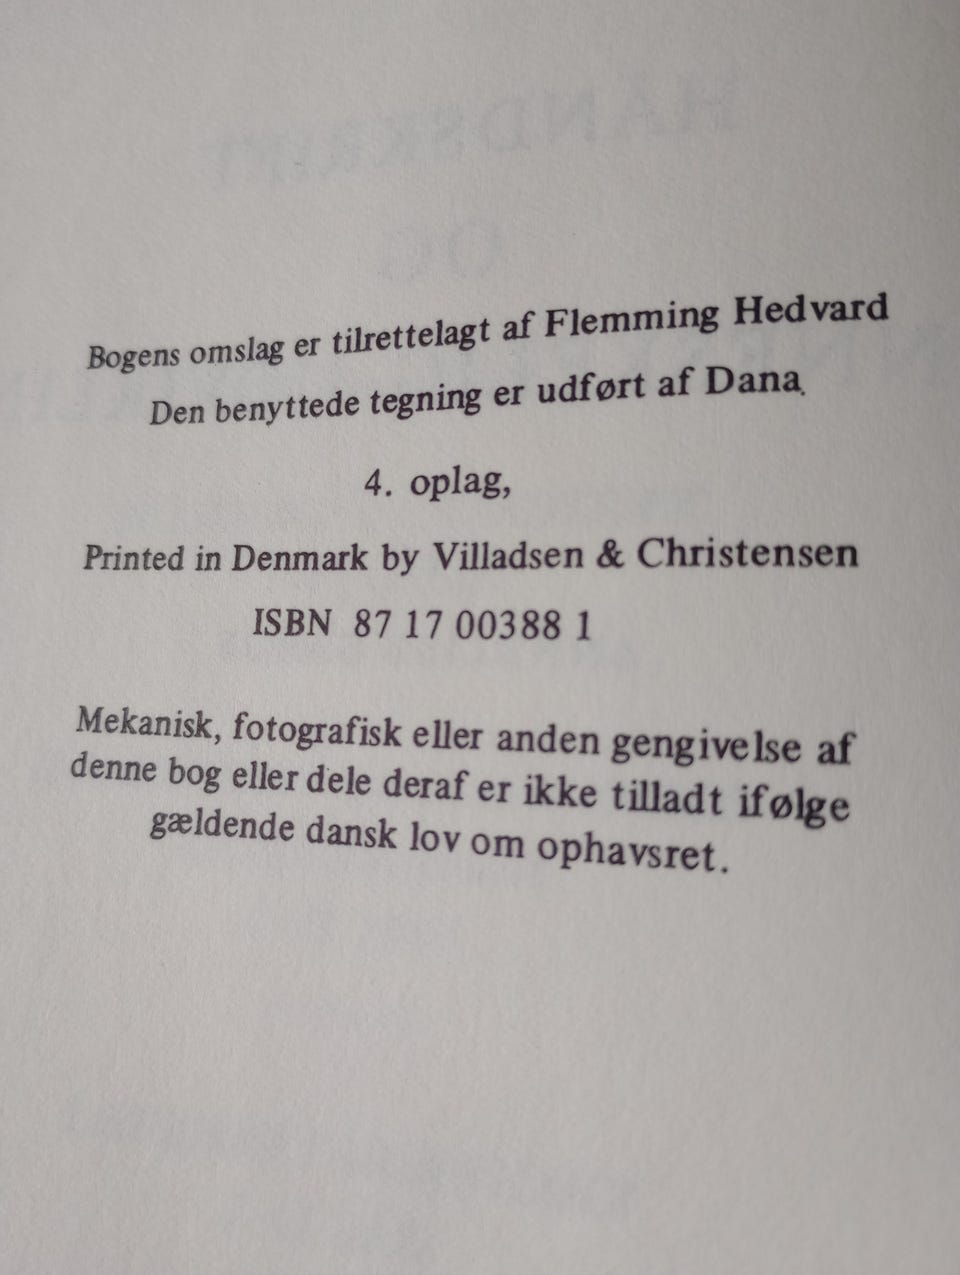 Bogens omslag er tilrettelagt af Flemming Hedvard
Den benyttede tegning er udført af Dana.
4. oplag,
Printed in Denmark by Villadsen & Christensen
ISBN 87 17 00388 1
Mekanisk, fotografisk eller anden gengivelse af
denne bog eller dele deraf er ikke tilladt ifølge
gældende dansk lov om ophavsret.